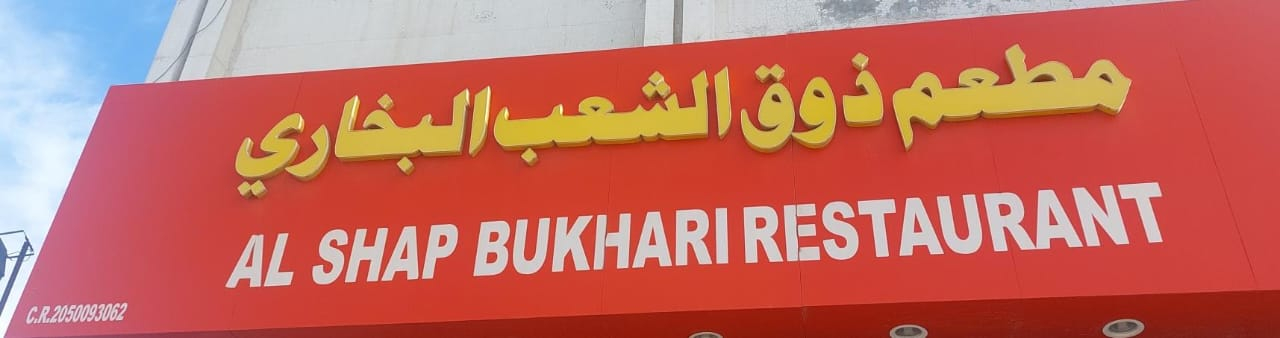 مطعم ذوق الشعب البخاري
AL SHAP BUKHARI RESTAURANT
C.R.2050093062